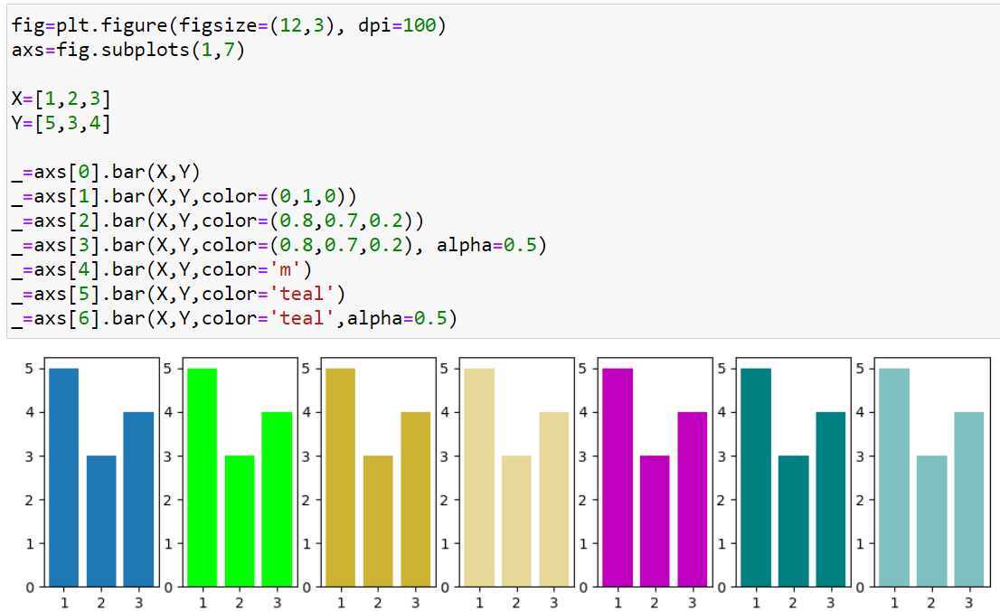 fig=plt.figure(figsize=(12,3), dpi=100)
axs=fig.subplots(1,7)
X=[1,2,3]
Y=[5,3,4]
_=axs[0].bar(X,Y)
_=axs[1].bar(X,Y,color=(0,1,0))
_=axs[2].bar(X,Y,color=(0.8,0.7,0.2))
_=axs[3].bar(X,Y,color=(0.8,0.7,0.2), alpha=0.5)
_=axs[4].bar(X,Y,color='m')
_=axs[5].bar(X,Y,color='teal')
_=axs[6].bar(X,Y,color='teal',alpha=0.5)
5 5 5 5 5 5 5
4 4 4 4 4 4 4
3 3 3 3 3 3 3
2 2 2 2 2 2 2
1 1 1 1 1 1 1
0 0 0 0 0 0 0
1 2 3 1 2 3 1 2 3 1 2 3 1 2 3 1 2 3 1 2 3